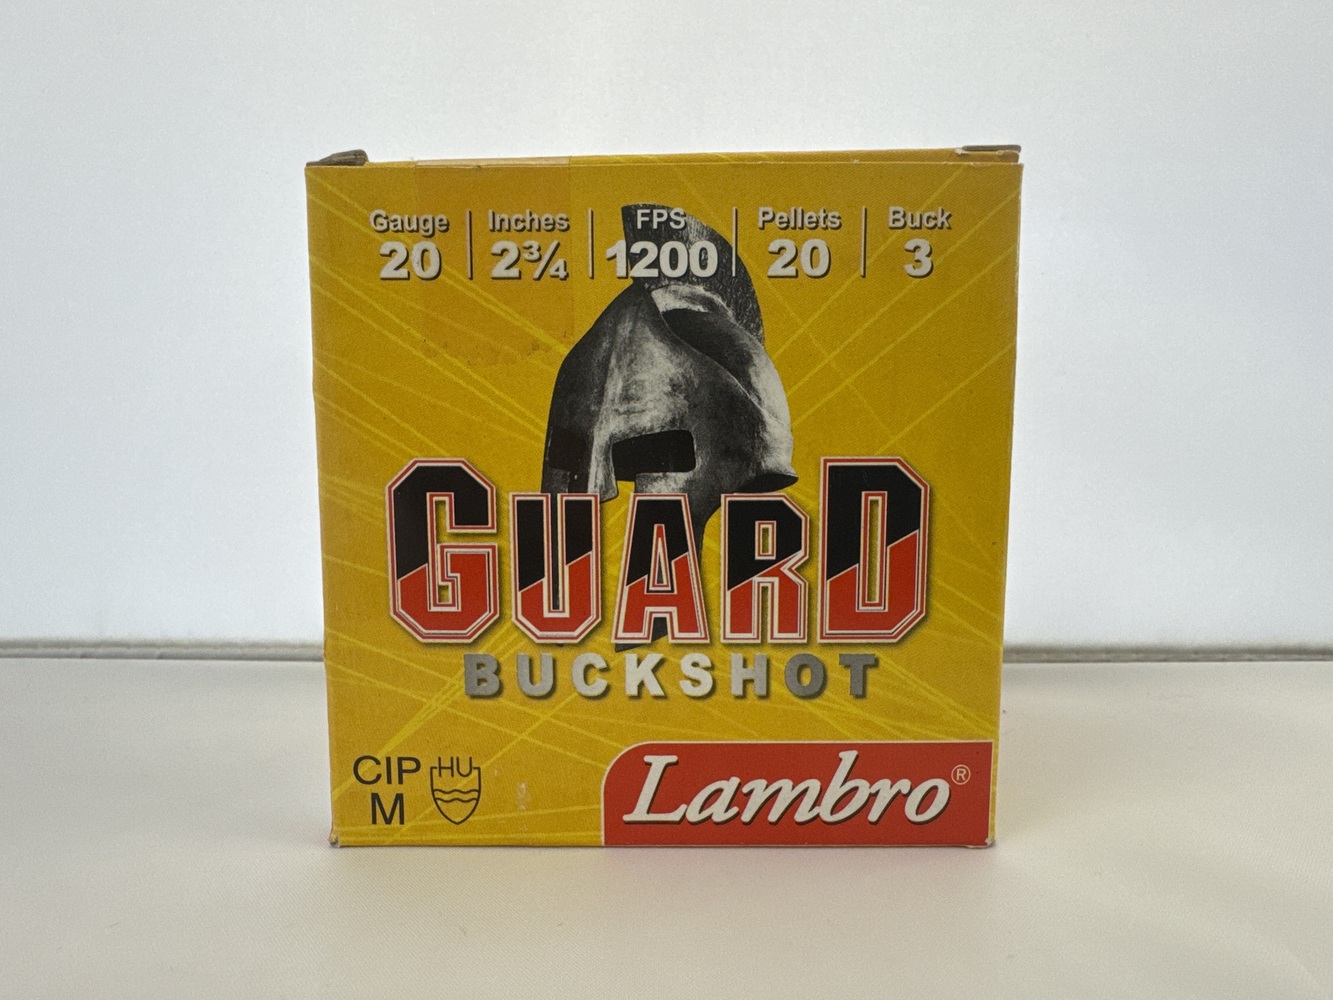 Gauge Inches FPS Pellets Buck
20 2¾ 1200 20 3
GUARD
BUCKSHOT
CIP HU
M
Lambro®